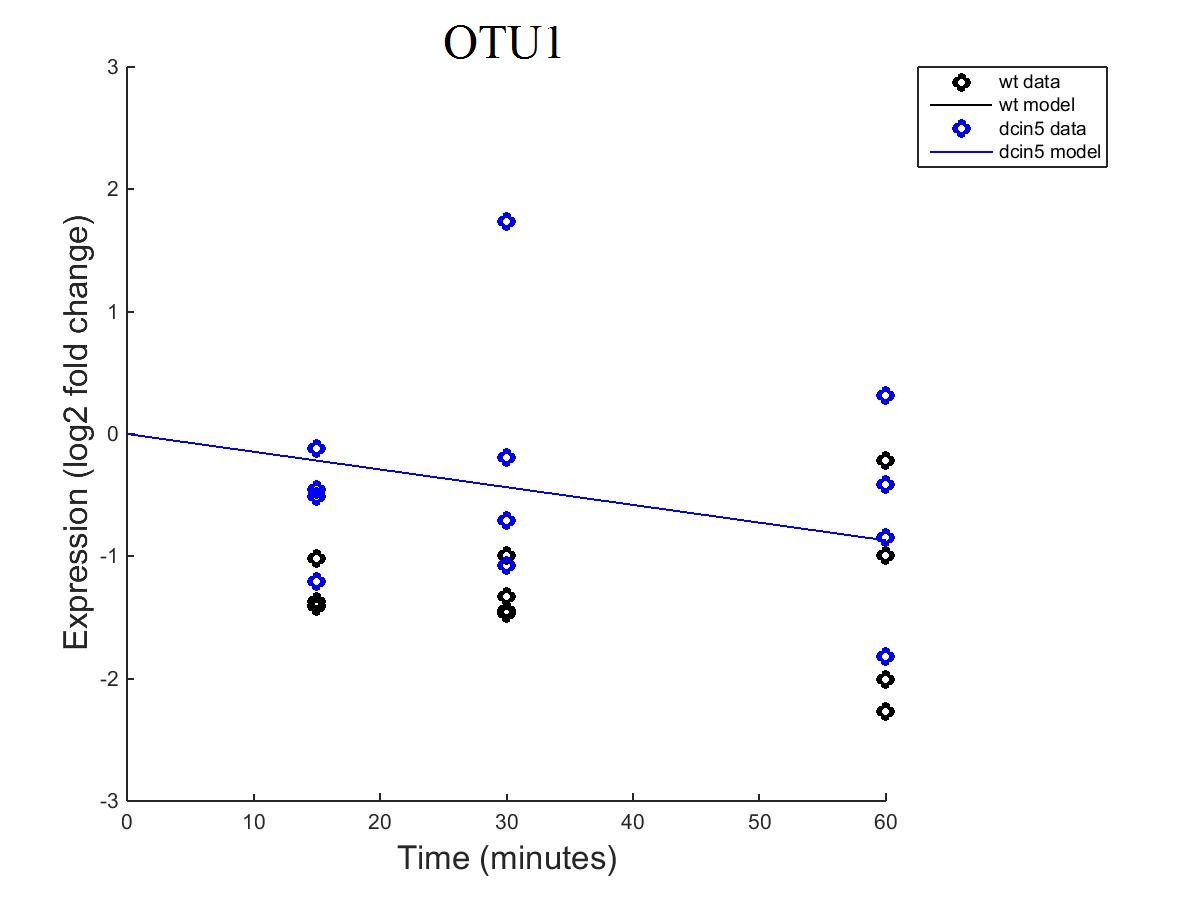 OTU1
3
2
1
0
-1
-2
-3
Expression (log2 fold change)
0 10 20 30 40 50 60
Time (minutes)
wt data
wt model
dcin5 data
dcin5 model